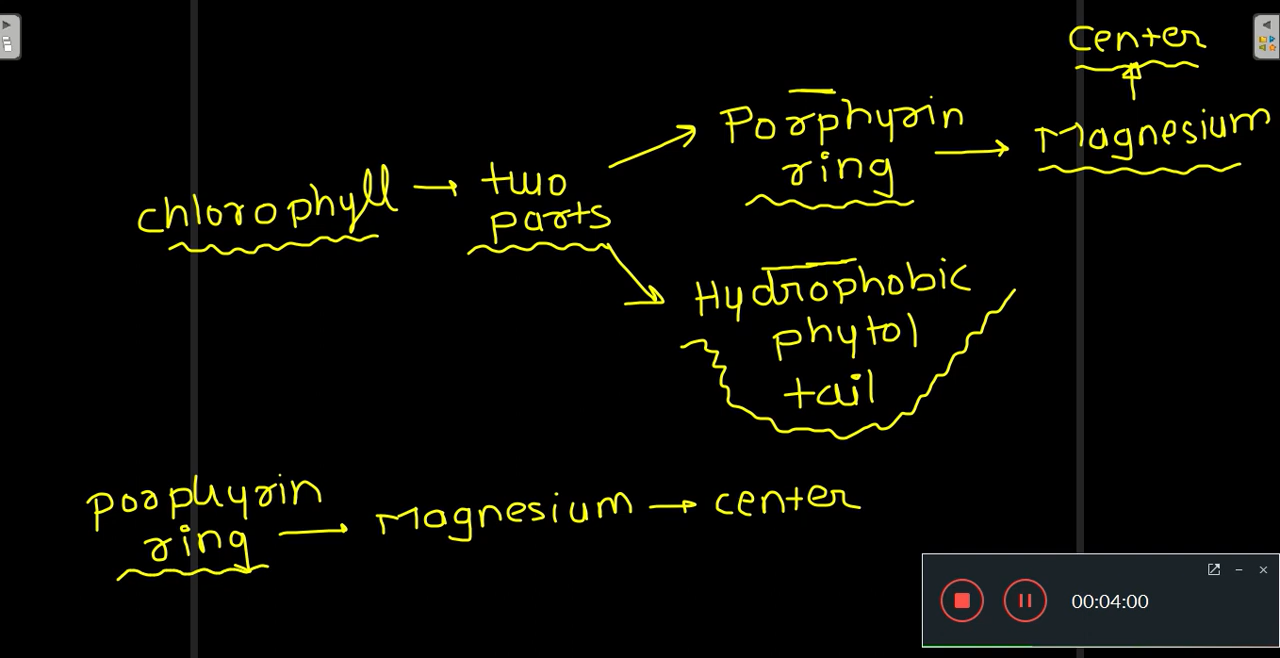 center
Porphyrin
ring
Magnesium
chlorophyll
two
parts
Hydrophobic
phytol
tail
porphyrin
ring
Magnesium
center
00:04:00